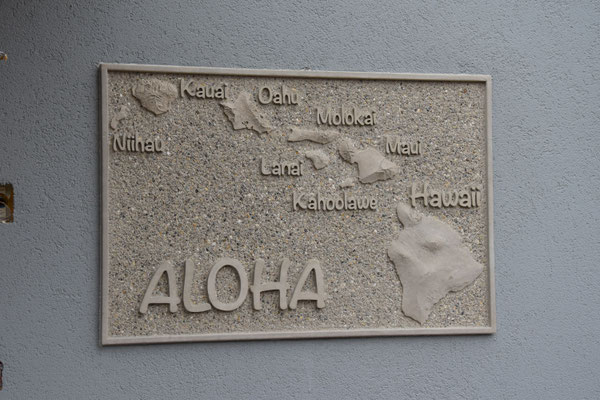 Kauai
Oahu
Molokai
Niihau
Lanai
Maui
Kahoolawe
Hawaii
ALOHA